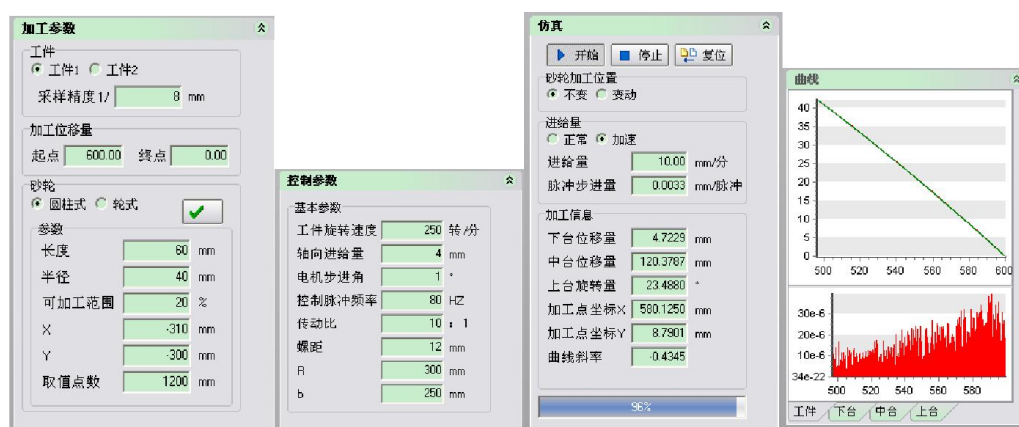 加工参数
工件
工件1 工件2
采样精度1/ 8 mm
加工位移量
起点 600.00 终点 0.00
砂轮
圆柱式 轮式
参数
长度 60 mm
半径 40 mm
可加工范围 20 %
X -310 mm
Y -300 mm
取值点数 1200 mm
控制参数
基本参数
工件旋转速度 250 转/分
轴向进给量 4 mm
电机步进角 1 °
控制脉冲频率 80 HZ
传动比 10 : 1
螺距 12 mm
R 300 mm
b 250 mm
仿真
开始 停止 复位
砂轮加工位置
不变 变动
进给量
正常 加速
进给量 10.00 mm/分
脉冲步进量 0.0033 mm/脉冲
加工信息
下台位移量 4.7229 mm
中台位移量 120.3787 mm
上台旋转量 23.4880 °
加工点坐标X 580.1250 mm
加工点坐标Y 8.7901 mm
曲线斜率 -0.4345
96%
曲线
40
35
30
25
20
15
10
5
0
500 520 540 560 580 600
30e-6
20e-6
10e-6
34e-22
500 520 540 560 580
工件 下台 中台 上台